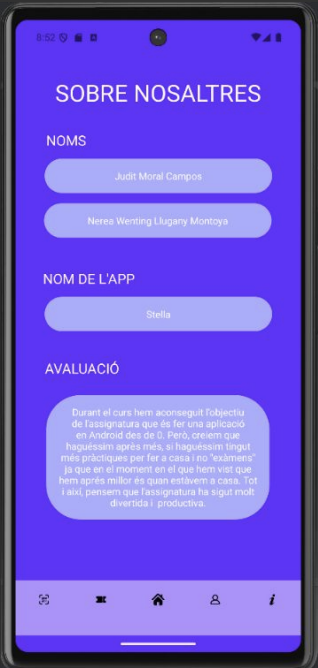 8:52
SOBRE NOSALTRES
NOMS
Judit Moral Campos
Nerea Wenting Llugany Montoya
NOM DE L'APP
Stella
AVALUACIÓ
Durant el curs hem aconseguit l'objectiu
de l'assignatura que és fer una aplicació
en Android des de 0. Però, creiem que
haguéssim après més, si haguéssim tingut
més pràctiques per fer a casa i no "exàmens"
ja que en el moment en el que hem vist que
hem aprés millor és quan estàvem a casa. Tot
i així, pensem que l'assignatura ha sigut molt
divertida i productiva.